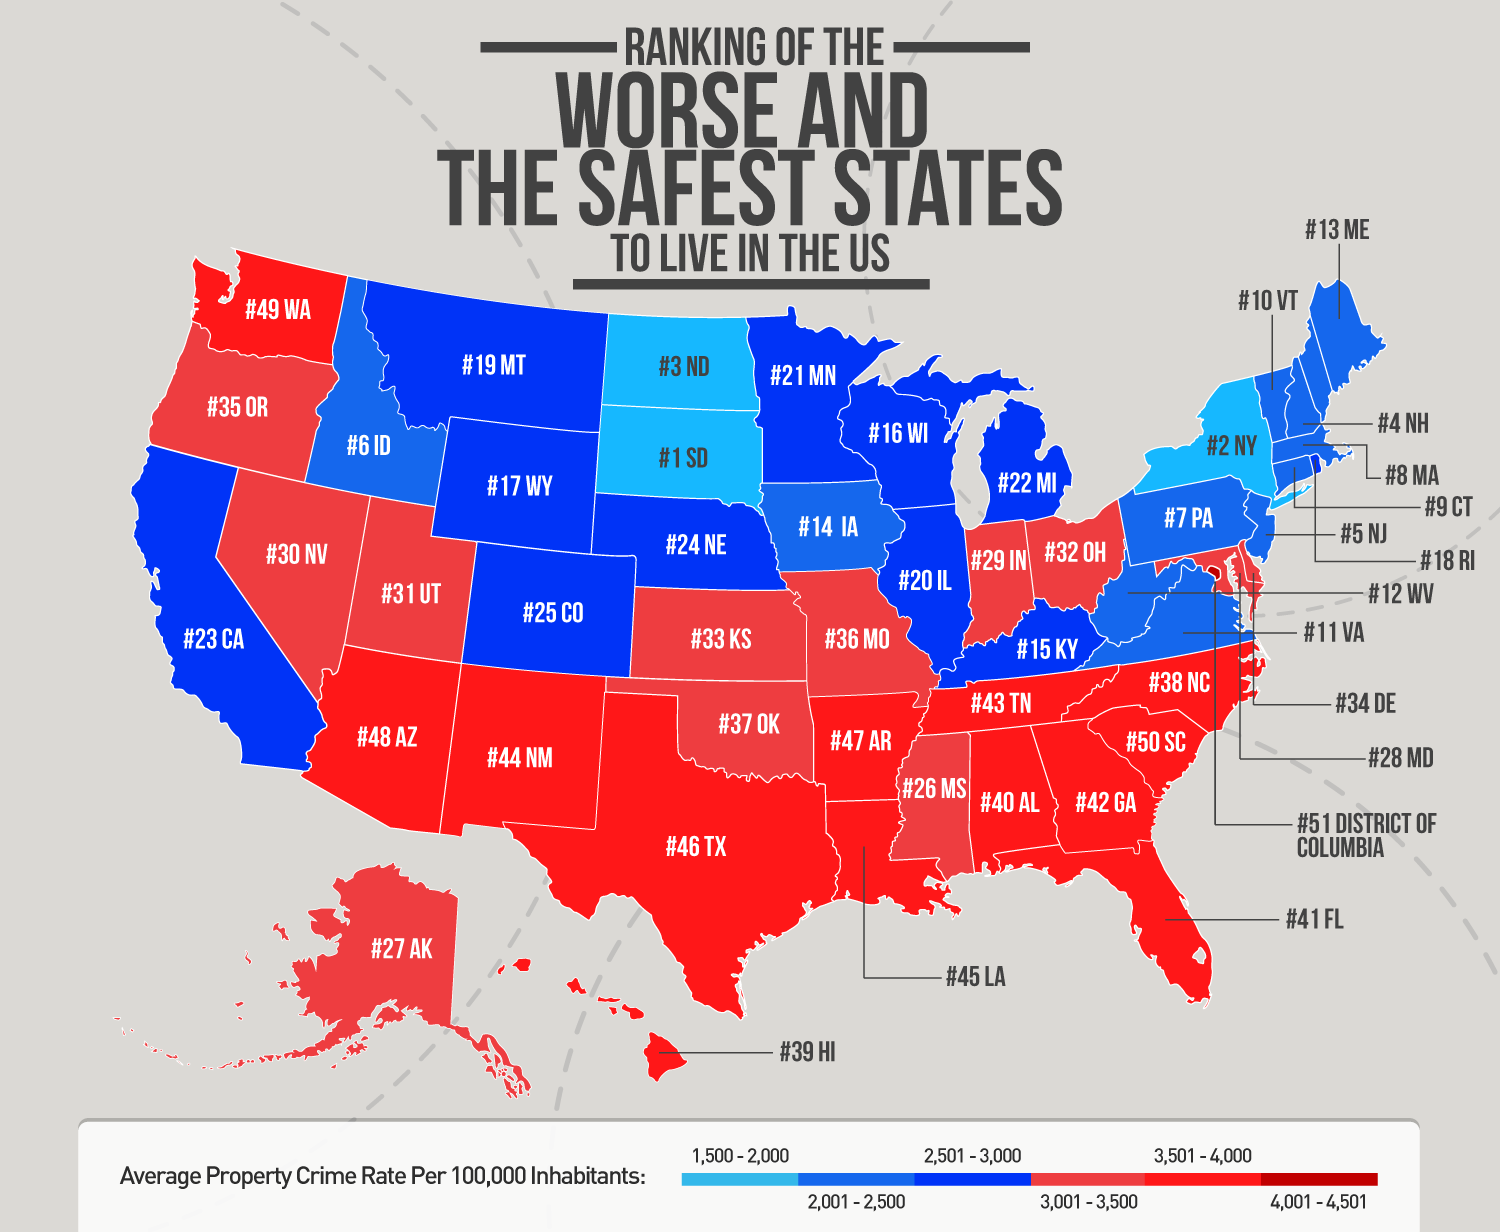 RANKING OF THE
WORSE AND
THE SAFEST STATES
TO LIVE IN THE US
#13 ME
#10 VT
#49 WA
#19 MT
#3 ND
#21 MN
#35 OR
#6 ID
#1 SD
#16 WI
#4 NH
#2 NY
#8 MA
#17 WY
#22 MI
#9 CT
#7 PA
#14 IA
#5 NJ
#24 NE
#30 NV
#32 OH
#29 IN
#18 RI
#20 IL
#31 UT
#12 WV
#25 CO
#11 VA
#23 CA
#33 KS
#36 MO
#15 KY
#38 NC
#43 TN
#34 DE
#37 OK
#48 AZ
#47 AR
#50 SC
#44 NM
#28 MD
#26 MS
#40 AL
#42 GA
#51 DISTRICT OF
COLUMBIA
#46 TX
#41 FL
#27 AK
#45 LA
#39 HI
Average Property Crime Rate Per 100,000 Inhabitants:
1,500 - 2,000
2,001 - 2,500
2,501 - 3,000
3,001 - 3,500
3,501 - 4,000
4,001 - 4,501